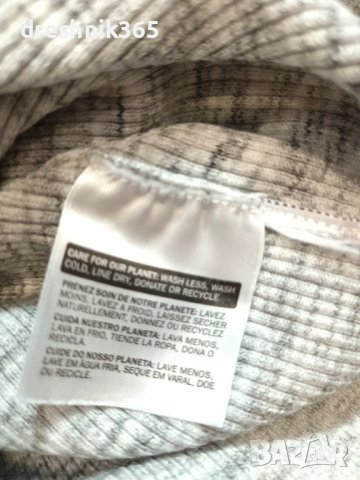 dreshnik365
CARE FOR OUR PLANET: WASH LESS, WASH
COLD, LINE DRY, DONATE OR RECYCLE
PRENEZ SOIN DE NOTRE PLANETE: LAVEZ
MOINS, LAVEZ À FROID, LAISSEZ SÉCHER
NATURELLEMENT, DONNEZ OU RECYCLEZ
CUIDA NUESTRO PLANETA: LAVA MENOS,
LAVA EN FRIO, TIENDE LA ROPA, DONA O
RECICLA.
CUIDE DO NOSSO PLANETA: LAVE MENOS,
LAVE EM ÁGUA FRIA, SEQUE EM VARAL, DOE
OU RECICLE.
BAZAR